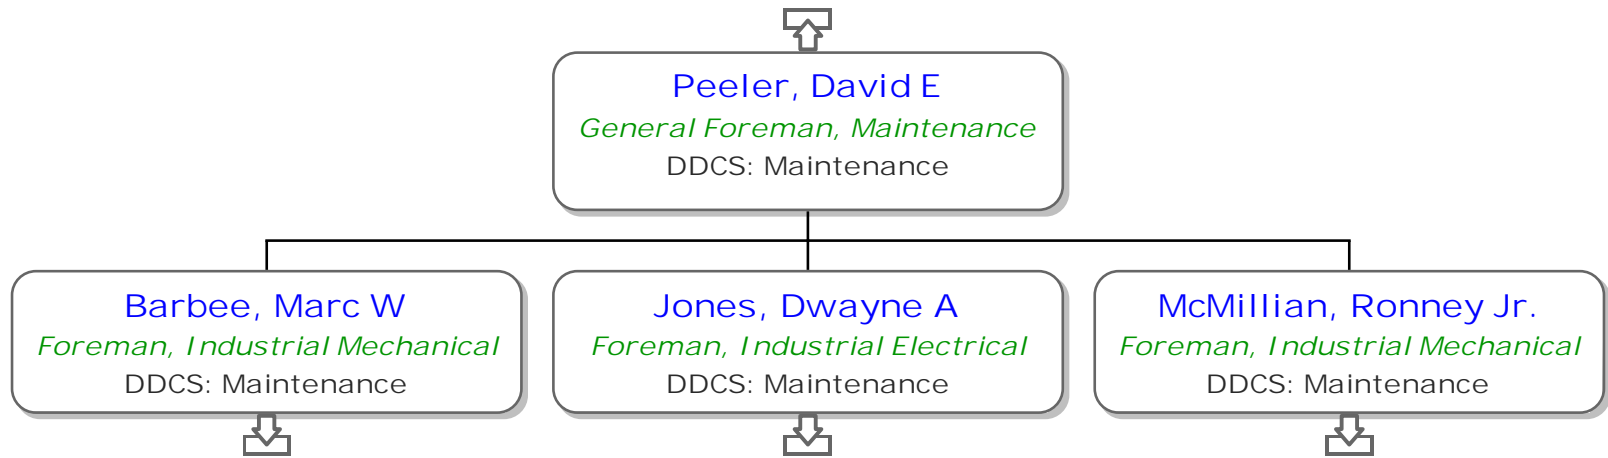 Peeler, David E
General Foreman, Maintenance
DDCS: Maintenance
Barbee, Marc W
Foreman, Industrial Mechanical
DDCS: Maintenance
Jones, Dwayne A
Foreman, Industrial Electrical
DDCS: Maintenance
McMillian, Ronney Jr.
Foreman, Industrial Mechanical
DDCS: Maintenance